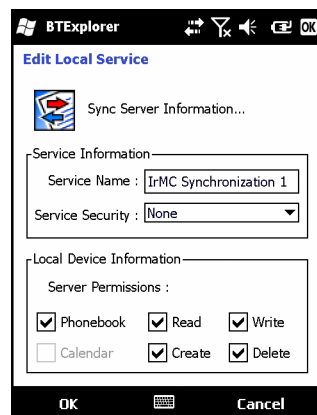 BTExplorer OK
Edit Local Service
Sync Server Information...
Service Information
Service Name : IrMC Synchronization 1
Service Security : None
Local Device Information
Server Permissions :
Phonebook Read Write
Calendar Create Delete
OK Cancel